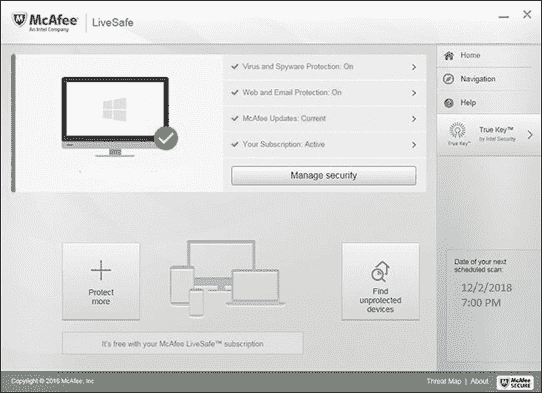 McAfee
An Intel Company
LiveSafe
Virus and Spyware Protection: On
Web and Email Protection: On
McAfee Updates: Current
Your Subscription: Active
Manage security
Home
Navigation
Help
True Key™
True Key™
by Intel Security
Protect
more
Find
unprotected
devices
It's free with your McAfee LiveSafe™ subscription
Date of your next
scheduled scan:
12/2/2018
7:00 PM
Copyright © 2016 McAfee, Inc
Threat Map | About
McAfee
SECURE